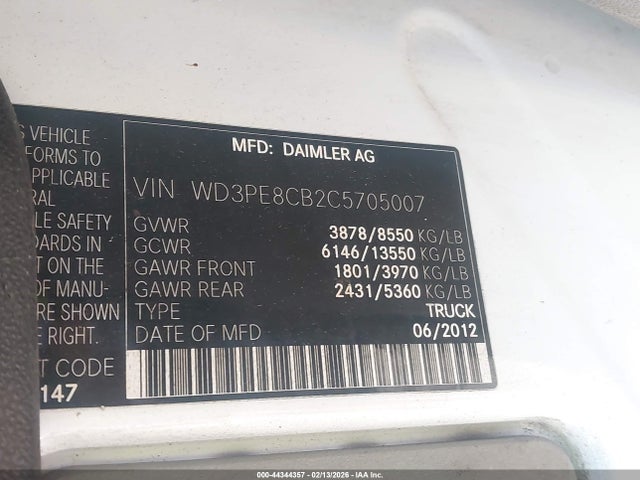 S VEHICLE
FORMS TO
APPLICABLE
RAL
LE SAFETY
DARDS IN
T ON THE
OF MANU-
RE SHOWN
E RIGHT.
T CODE
147
MFD: DAIMLER AG
VIN WD3PE8CB2C5705007
GVWR 3878/8550 KG/LB
GCWR 6146/13550 KG/LB
GAWR FRONT 1801/3970 KG/LB
GAWR REAR 2431/5360 KG/LB
TYPE TRUCK
DATE OF MFD 06/2012
000-44344357 - 02/13/2026 - IAA Inc.